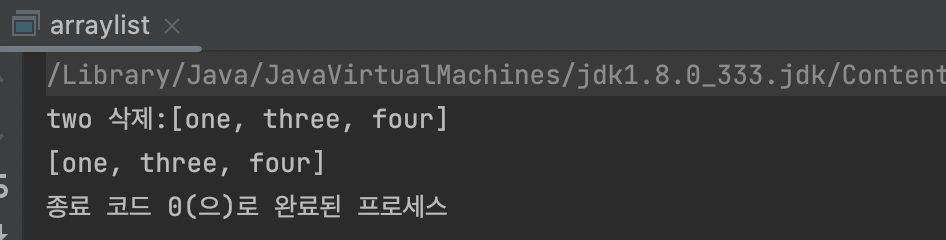 arraylist
/Library/Java/JavaVirtualMachines/jdk1.8.0_333.jdk/Content
two 삭제:[one, three, four]
[one, three, four]
종료 코드 0(으)로 완료된 프로세스